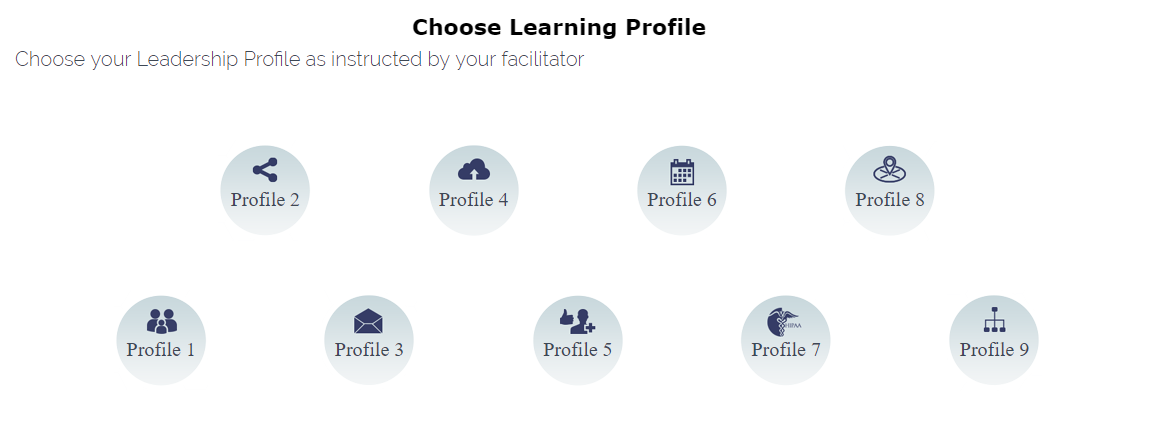 Choose Learning Profile
Choose your Leadership Profile as instructed by your facilitator
Profile 2
Profile 4
Profile 6
Profile 8
HIPAA
Profile 1
Profile 3
Profile 5
Profile 7
Profile 9